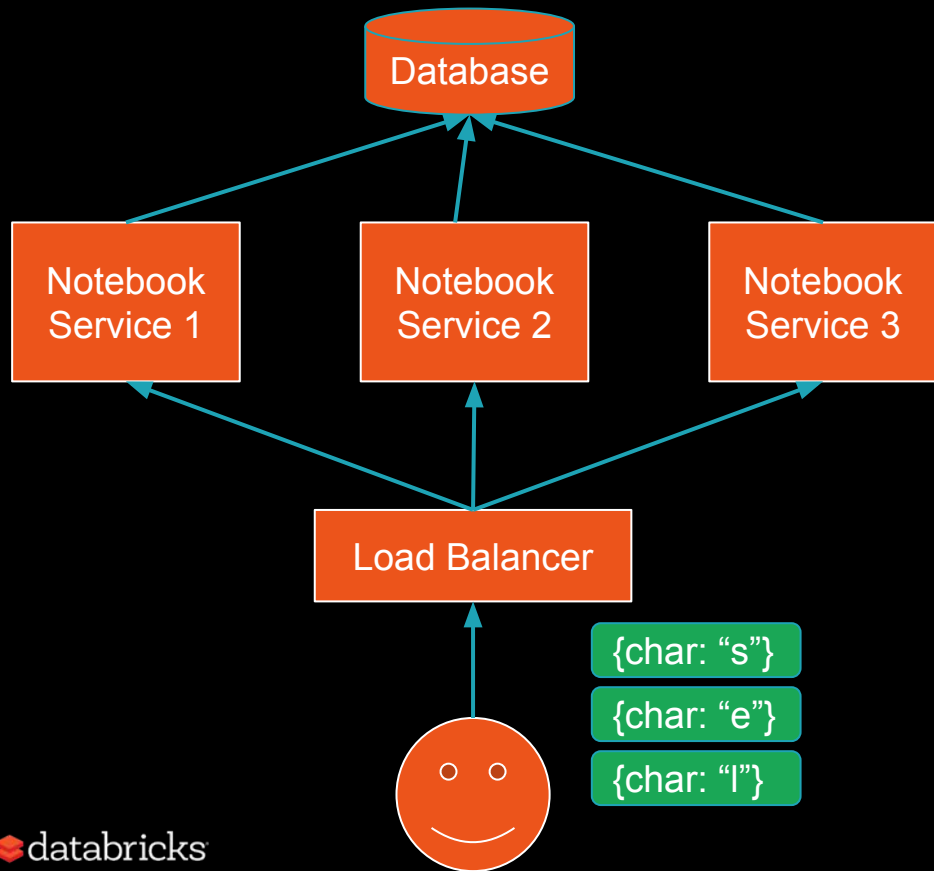 Database
Notebook
Service 1
Notebook
Service 2
Notebook
Service 3
Load Balancer
{char: “s”}
{char: “e”}
{char: “l”}
databricks